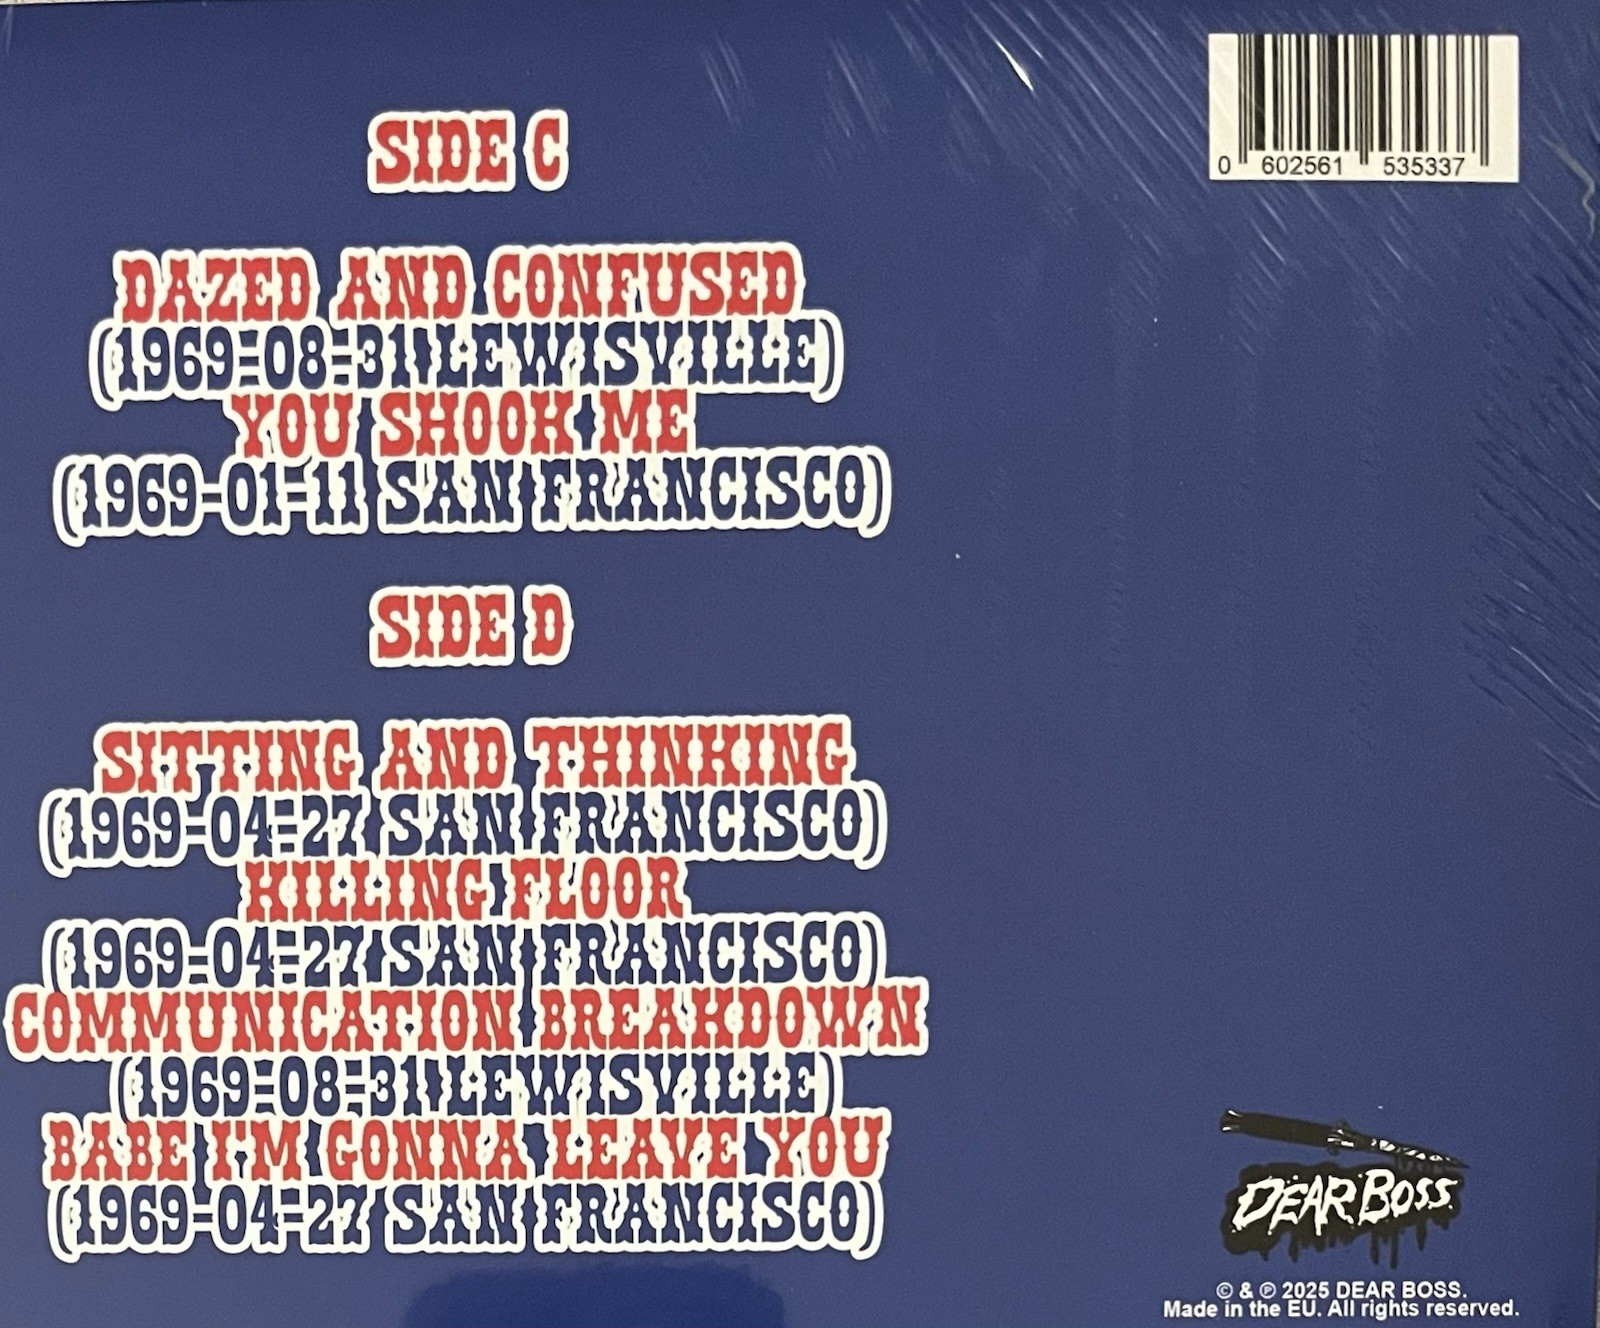 SIDE C
DAZED AND CONFUSED
(1969-08-31 LEWISVILLE)
YOU SHOOK ME
(1969-01-11 SAN FRANCISCO)
SIDE D
SITTING AND THINKING
(1969-04-27 SAN FRANCISCO)
KILLING FLOOR
(1969-04-27 SAN FRANCISCO)
COMMUNICATION BREAKDOWN
(1969-08-31 LEWISVILLE)
BABE I'M GONNA LEAVE YOU
(1969-04-27 SAN FRANCISCO)
0 602561 535337
DEAR BOSS
© & ℗ 2025 DEAR BOSS.
Made in the EU. All rights reserved.